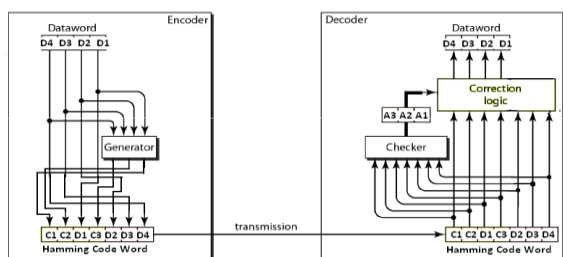 Encoder
Dataword
D4 D3 D2 D1
Generator
C1 C2 D1 C3 D2 D3 D4
Hamming Code Word
transmission
Decoder
Dataword
D4 D3 D2 D1
Correction
logic
A3 A2 A1
Checker
C1 C2 D1 C3 D2 D3 D4
Hamming Code Word